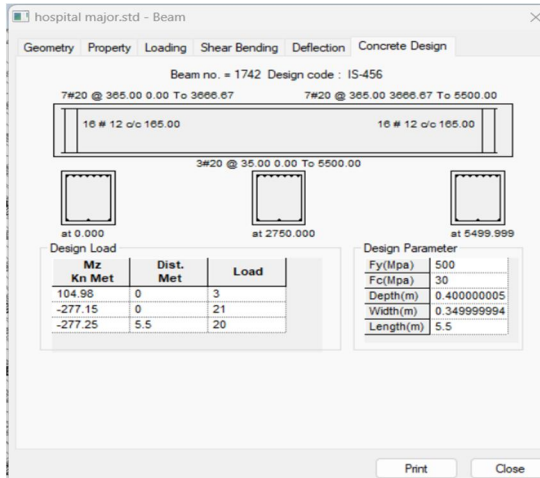 hospital major.std - Beam
Geometry Property Loading Shear Bending Deflection Concrete Design
Beam no. = 1742 Design code : IS-456
7#20 @ 365.00 0.00 To 3666.67 7#20 @ 365.00 3666.67 To 5500.00
16 # 12 c/c 165.00 16 # 12 c/c 165.00
3#20 @ 35.00 0.00 To 5500.00
at 0.000 at 2750.000 at 5499.999
Design Load Design Parameter
Mz Dist. Load
Kn Met Met
104.98 0 3
-277.15 0 21
-277.25 5.5 20
Fy(Mpa) 500
Fc(Mpa) 30
Depth(m) 0.400000005
Width(m) 0.349999994
Length(m) 5.5
Print Close